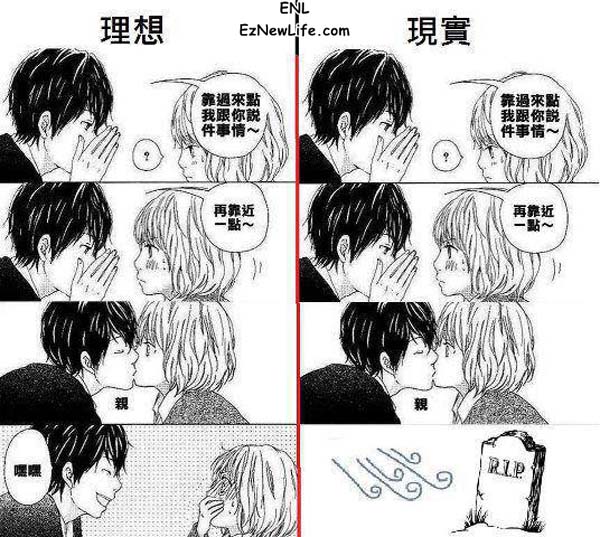 ENL
EzNewLife.com
理想
現實
靠過來點
我跟你說
件事情～
?
再靠近
一點～
親
嘿嘿
靠過來點
我跟你說
件事情～
?
再靠近
一點～
親
R.I.P.